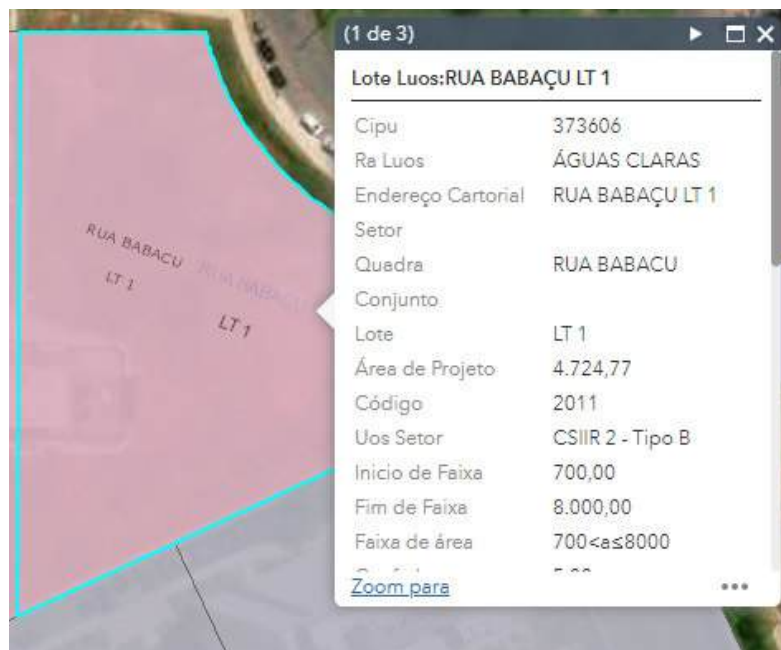 (1 de 3)
Lote Luos:RUA BABAÇU LT 1
Cipu 373606
Ra Luos ÁGUAS CLARAS
Endereço Cartorial RUA BABAÇU LT 1
Setor
Quadra RUA BABACU
Conjunto
Lote LT 1
Área de Projeto 4.724,77
Código 2011
Uos Setor CSIIR 2 - Tipo B
Inicio de Faixa 700,00
Fim de Faixa 8.000,00
Faixa de área 700<a≤8000
Zoom para
RUA BABACU
LT 1
RUA BABACU
LT 1